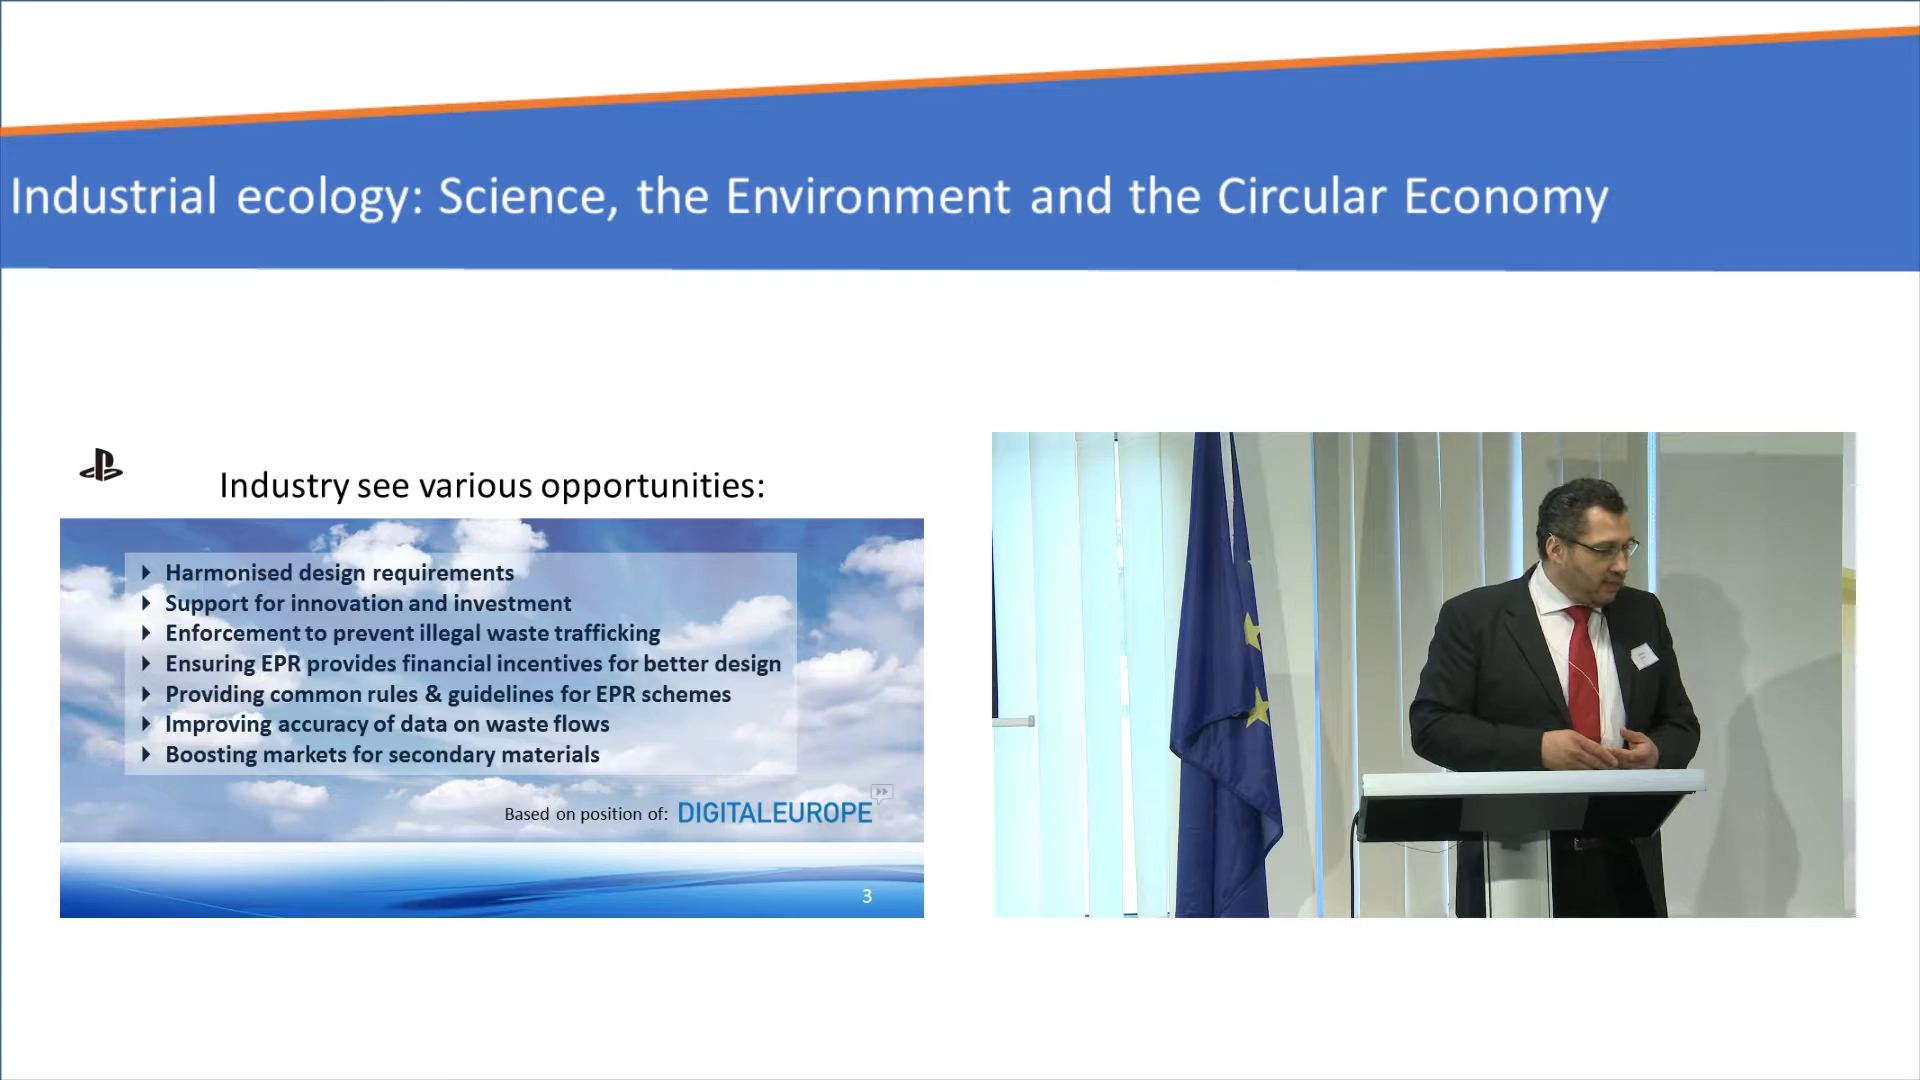 Industrial ecology: Science, the Environment and the Circular Economy
Industry see various opportunities:
Harmonised design requirements
Support for innovation and investment
Enforcement to prevent illegal waste trafficking
Ensuring EPR provides financial incentives for better design
Providing common rules & guidelines for EPR schemes
Improving accuracy of data on waste flows
Boosting markets for secondary materials
Based on position of: DIGITALEUROPE
3